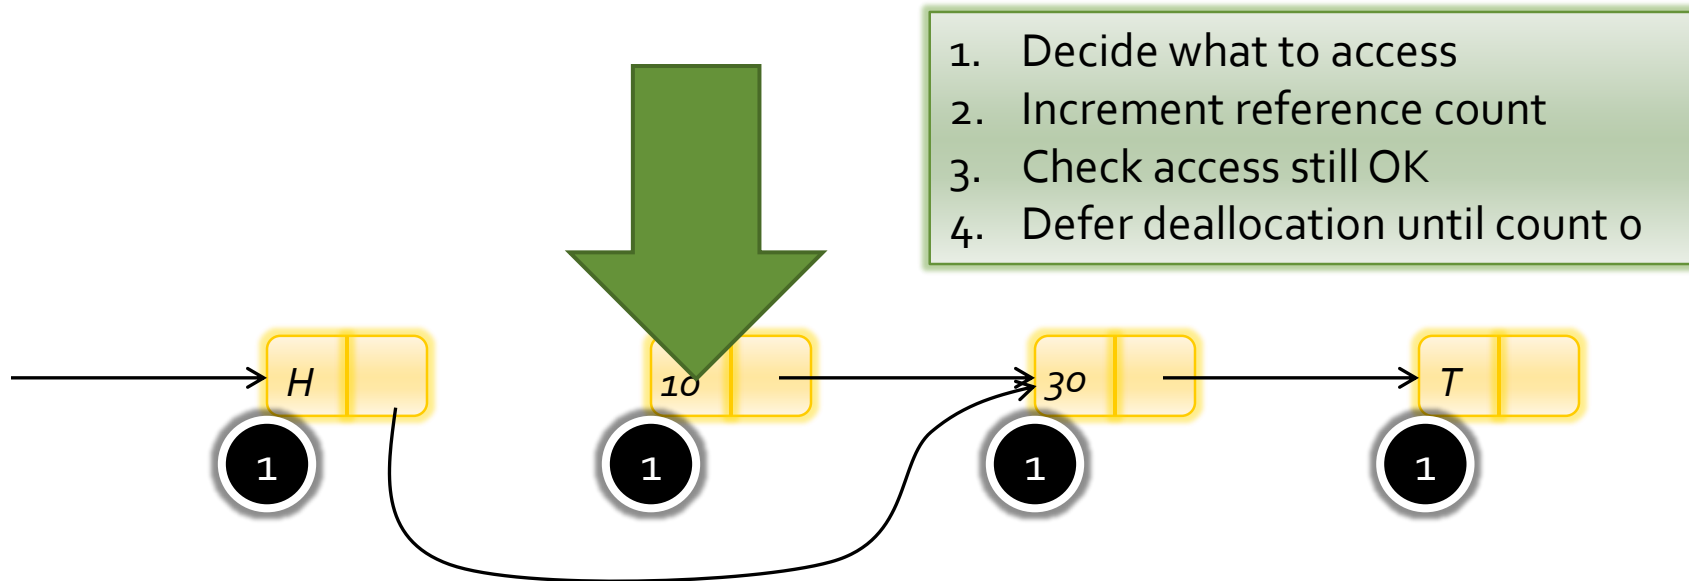 1. Decide what to access
2. Increment reference count
3. Check access still OK
4. Defer deallocation until count 0
H 10 30 T
1 1 1 1